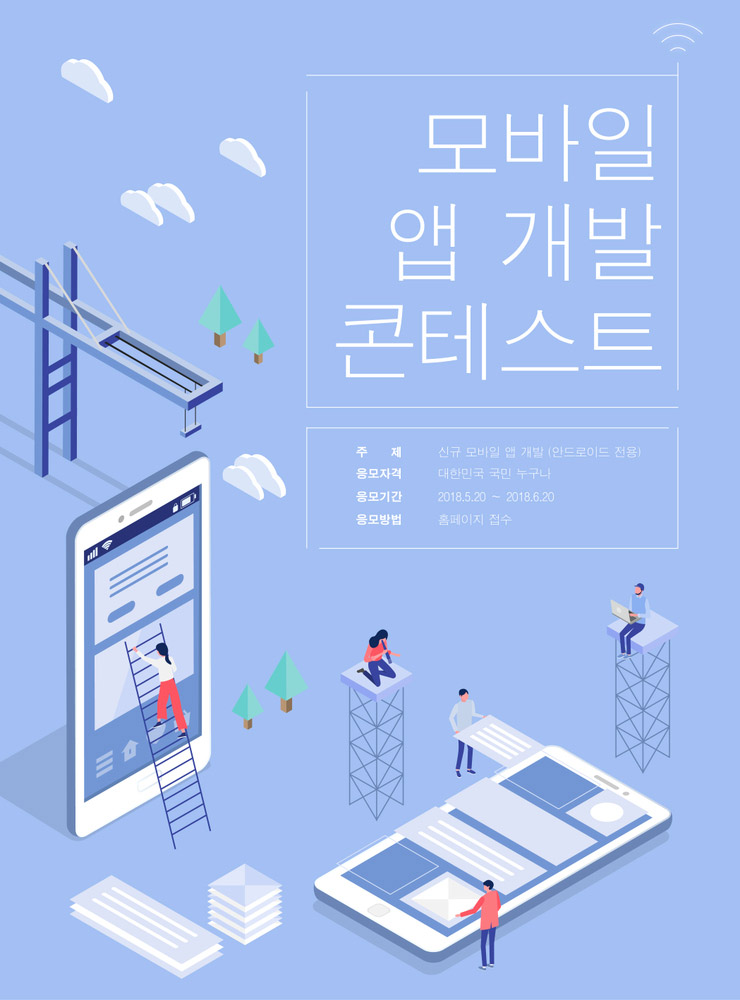 모바일
앱 개발
콘테스트
주 제 신규 모바일 앱 개발 (안드로이드 전용)
응모자격 대한민국 국민 누구나
응모기간 2018.5.20 ~ 2018.6.20
응모방법 홈페이지 접수